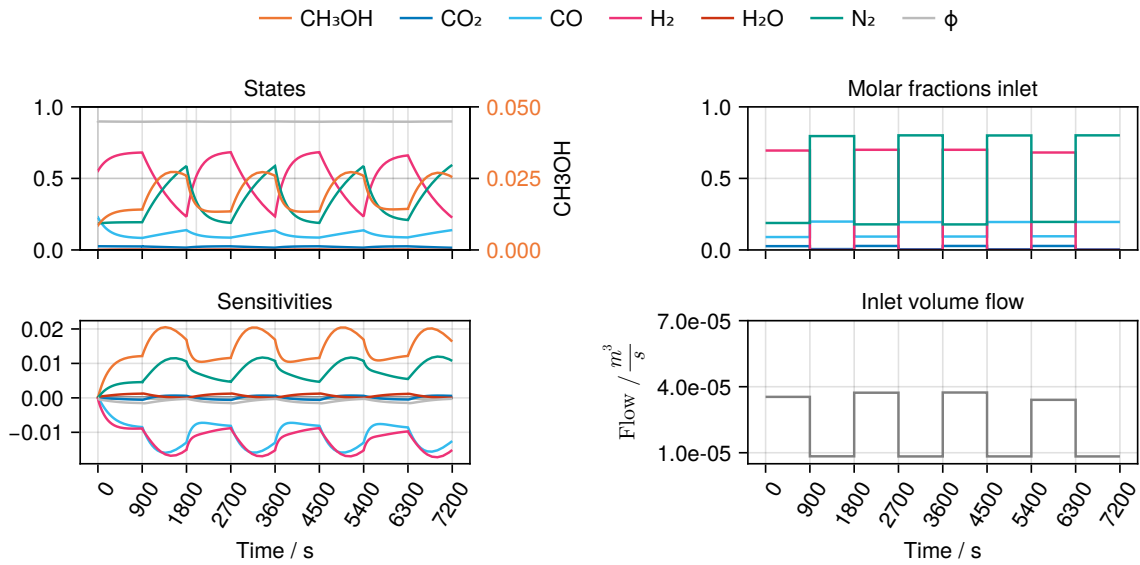 CH₃OH CO₂ CO H₂ H₂O N₂ ϕ
States
1.0
0.5
0.0
0.050
0.025
0.000
CH3OH
Molar fractions inlet
1.0
0.5
0.0
Sensitivities
0.02
0.01
0.00
−0.01
0 900 1800 2700 3600 4500 5400 6300 7200
Time / s
Inlet volume flow
7.0e-05
4.0e-05
1.0e-05
Flow / m³/s
0 900 1800 2700 3600 4500 5400 6300 7200
Time / s